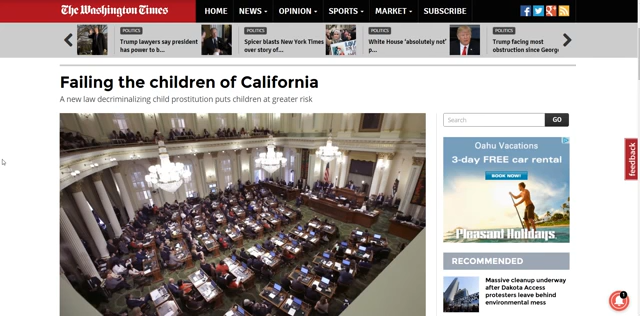 The Washington Times
HOME NEWS OPINION SPORTS MARKET SUBSCRIBE
POLITICS
Trump lawyers say president
has power to b...
POLITICS
Spicer blasts New York Times
over story of...
POLITICS
White House 'absolutely not'
p...
POLITICS
Trump facing most
obstruction since Georg
Failing the children of California
A new law decriminalizing child prostitution puts children at greater risk
Search GO
Oahu Vacations
3-day FREE car rental
BOOK NOW!
Pleasant Holidays
feedback
RECOMMENDED
Massive cleanup underway
after Dakota Access
protesters leave behind
environmental mess
1